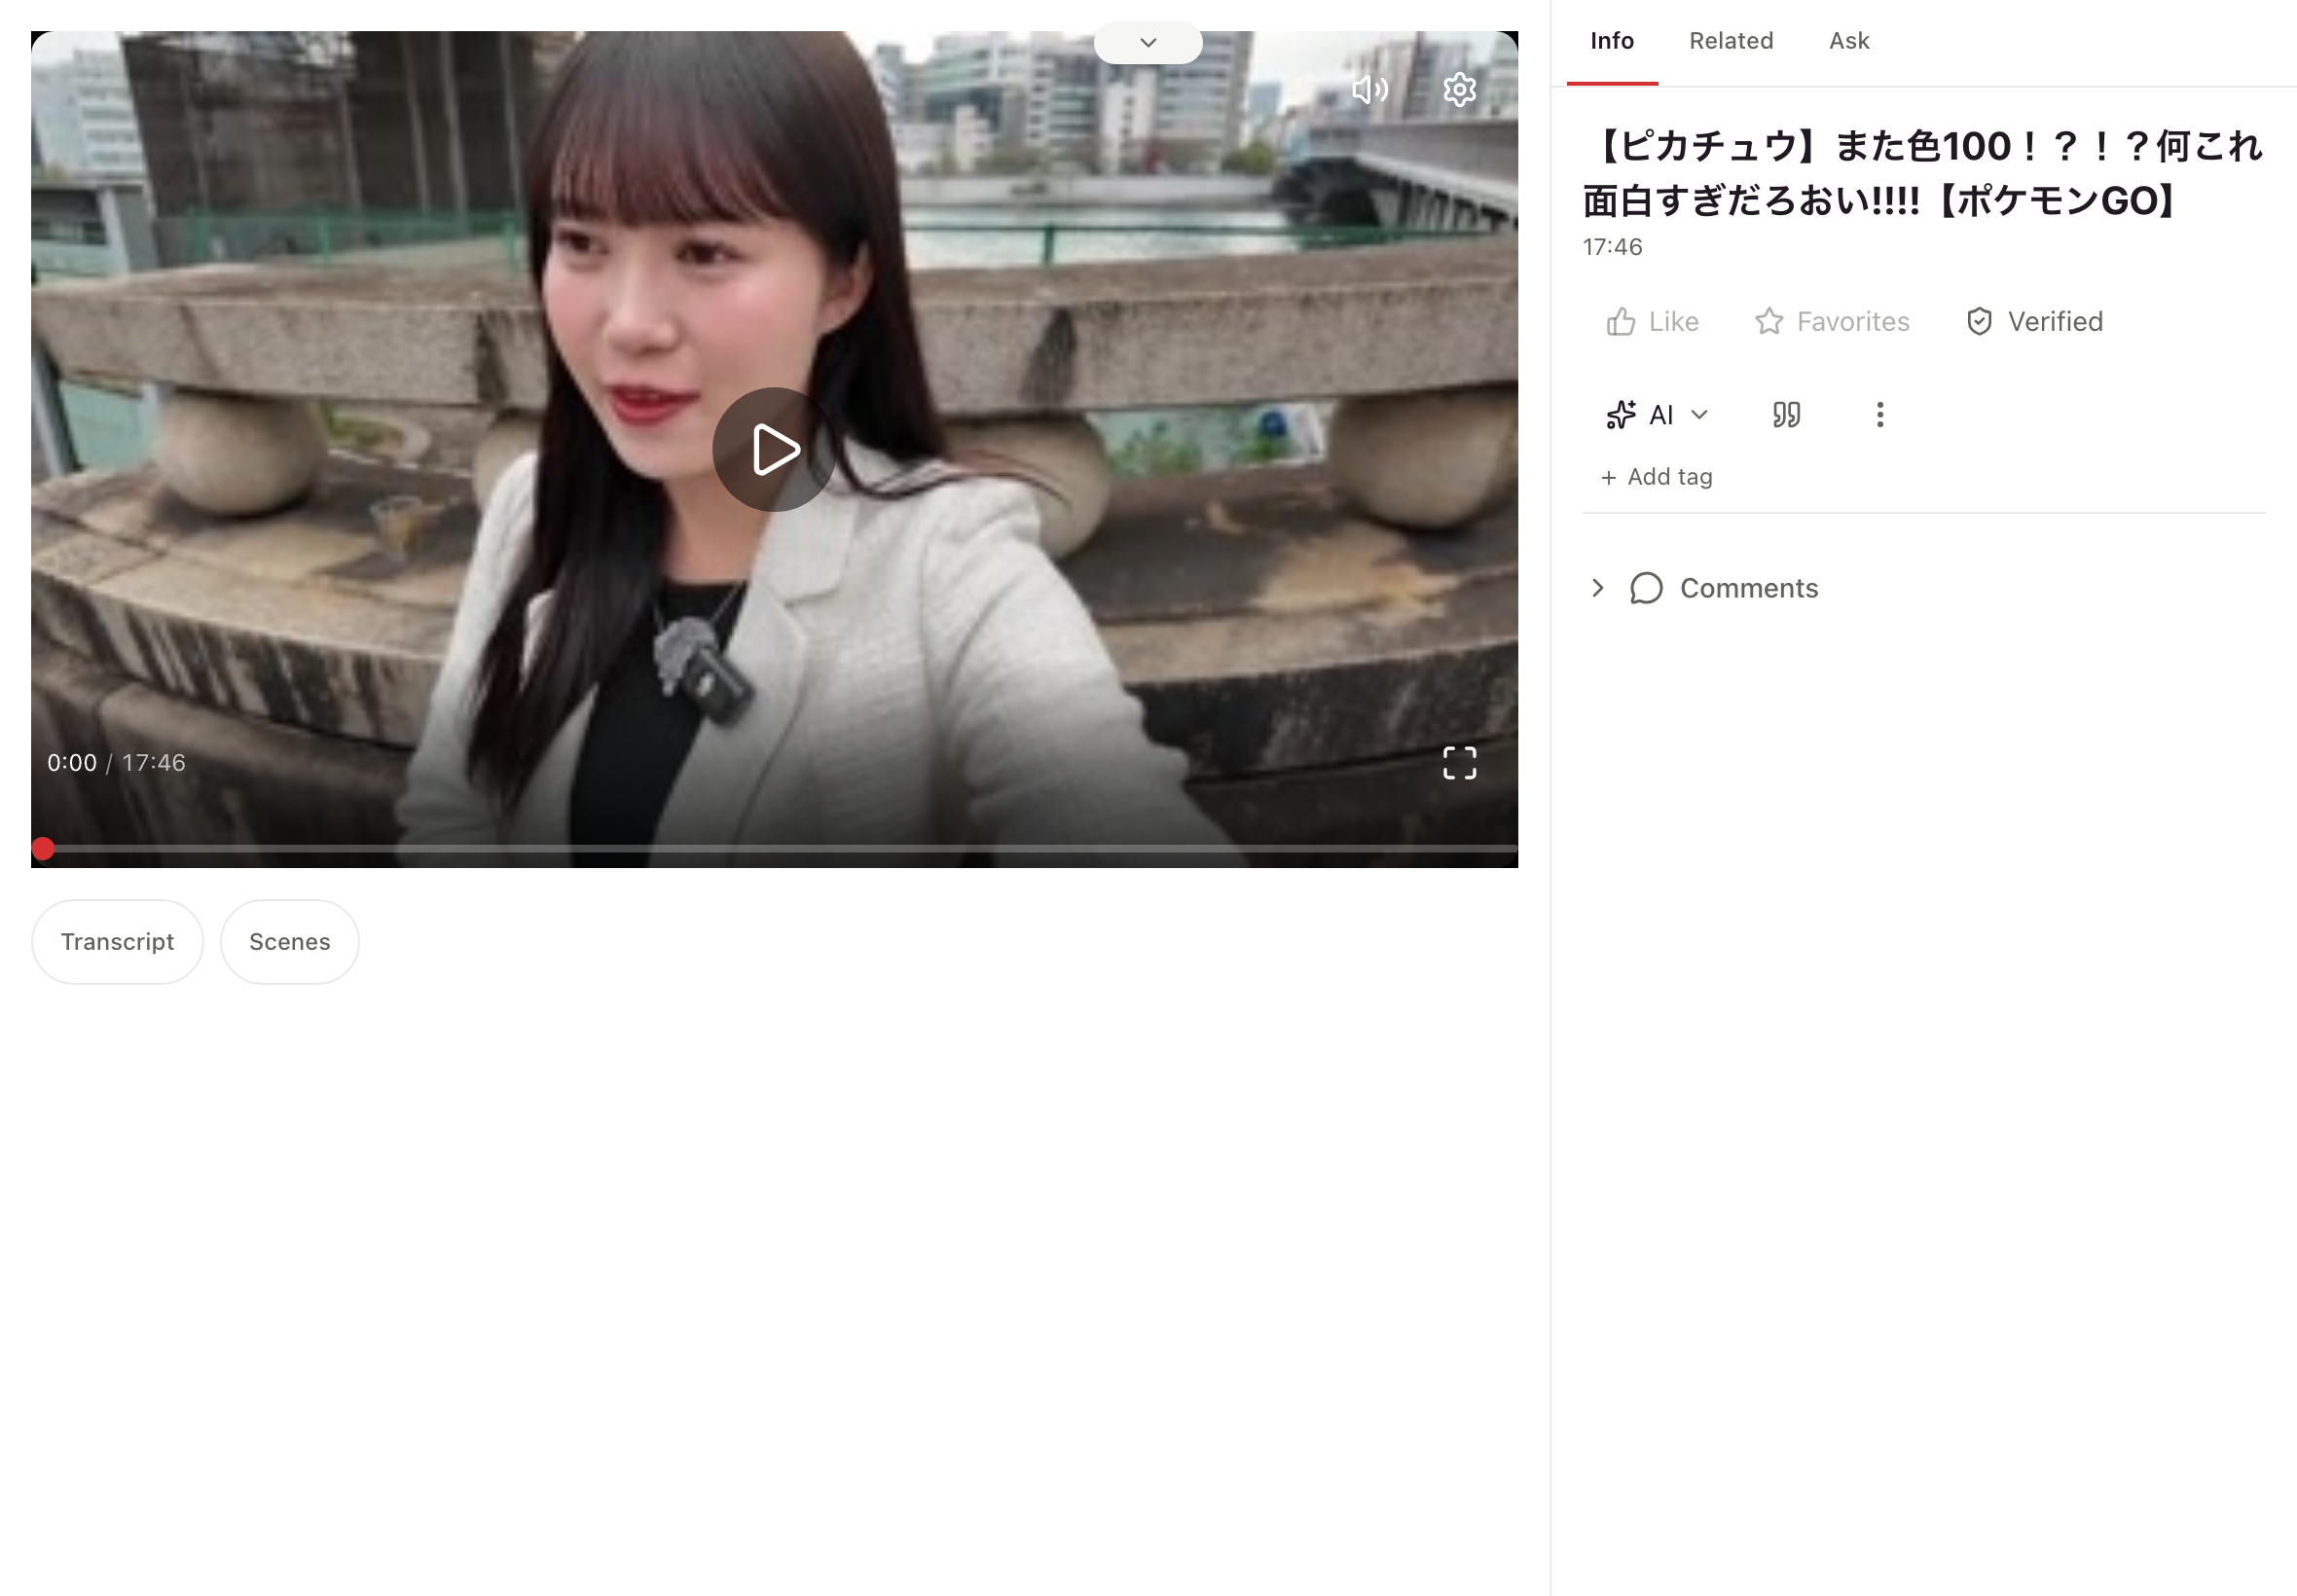 0:00 / 17:46
Transcript
Scenes
Info
Related
Ask
【ピカチュウ】また色100！？！？何これ
面白すぎだろおい!!!!【ポケモンGO】
17:46
Like
Favorites
Verified
AI
+ Add tag
Comments